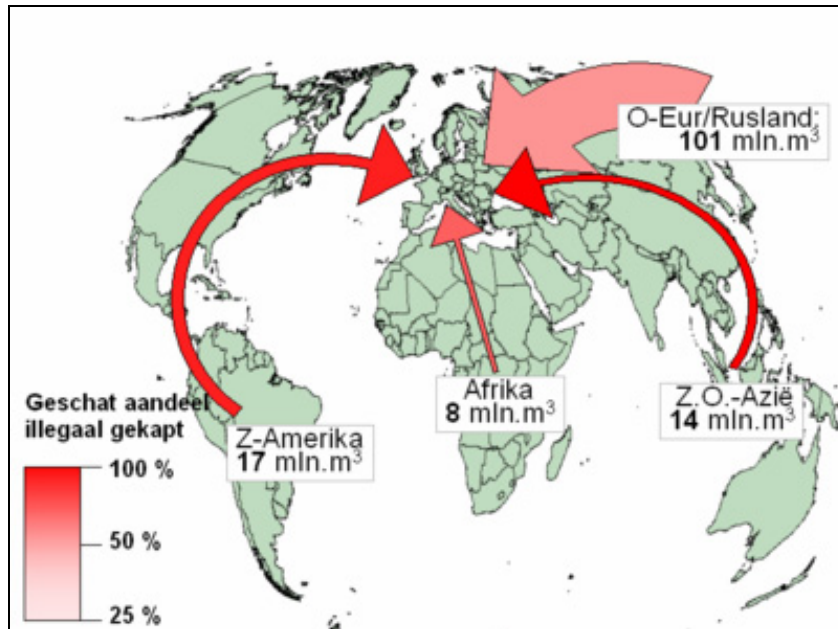 O-Eur/Rusland:
101 mln.m³
Afrika
8 mln.m³
Z.O.-Azië
14 mln.m³
Z-Amerika
17 mln.m³
Geschat aandeel
illegaal gekapt
100 %
50 %
25 %